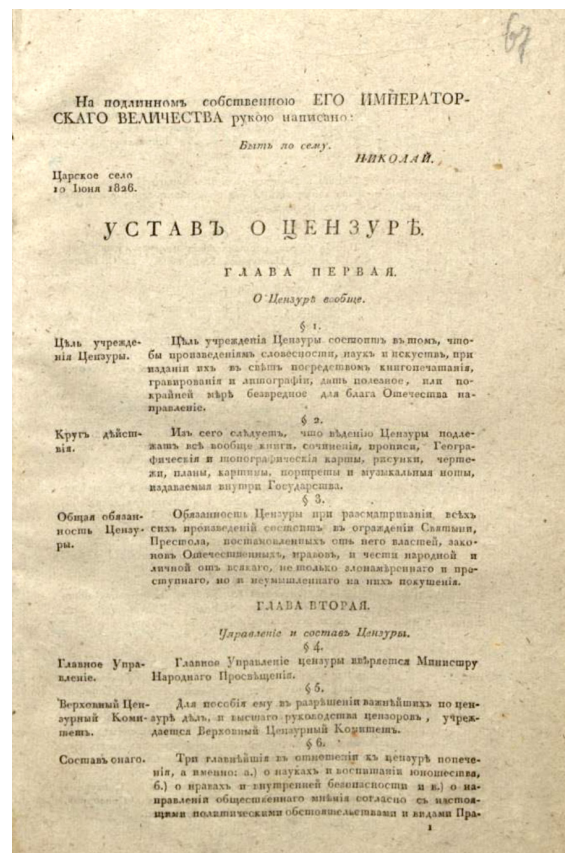 67
На подлинномъ собственною ЕГО ИМПЕРАТОР-
СКАГО ВЕЛИЧЕСТВА рукою написано:
Быть по сему.
НИКОЛАЙ.
Царское село
10 Іюня 1826.
УСТАВЪ О ЦЕНЗУРѢ.
ГЛАВА ПЕРВАЯ.
О Цензурѣ вообще.
§ 1.
Цѣль учрежде-
нія Цензуры.
Цѣль учрежденія Цензуры состоитъ въ томъ, что-
бы произведеніямъ словесности, наукъ и искуствъ, при
изданіи ихъ въ свѣтъ посредствомъ книгопечатанія,
гравированія и литографіи, дать полезное, или по-
крайней мѣрѣ безвредное для блага Отечества на-
правленіе.
§ 2.
Кругъ дѣйст-
вія.
Изъ сего слѣдуетъ, что вѣденію Цензуры подле-
жатъ всѣ вообще книги, сочиненія, прописи, Геогра-
фическія и топографическія карты, рисунки, черте-
жи, планы, картины, портреты и музыкальныя ноты,
издаваемыя внутри Государства.
§ 3.
Общая обязан-
ность Цензу-
ры.
Обязанность Цензуры при разсматриваніи всѣхъ
сихъ произведеній состоитъ въ огражденіи Святыни,
Престола, постановленныхъ отъ него властей, зако-
новъ Отечественныхъ, нравовъ, и чести народной и
личной отъ всякаго, не только злонамѣреннаго и пре-
ступнаго, но и неумышленнаго на нихъ покушенія.
ГЛАВА ВТОРАЯ.
Управленіе и составъ Цензуры.
§ 4.
Главное Упра-
вленіе.
Главное Управленіе цензуры ввѣряется Министру
Народнаго Просвѣщенія.
§ 5.
Верховный Цен-
зурный Коми-
тетъ.
Для пособія ему въ разрѣшеніи важнѣйшихъ по цен-
зурѣ дѣлъ, и высшаго руководства цензоровъ, учреж-
дается Верховный Цензурный Комитетъ.
§ 6.
Составъ онаго.
Три главнѣйшія въ отношеніи къ цензурѣ попече-
нія, а именно: а.) о наукахъ и воспитаніи юношества,
б.) о нравахъ и внутренней безопасности и в.) о на-
правленіи общественнаго мнѣнія согласно съ настоя-
щими политическими обстоятельствами и видами Пра-
1